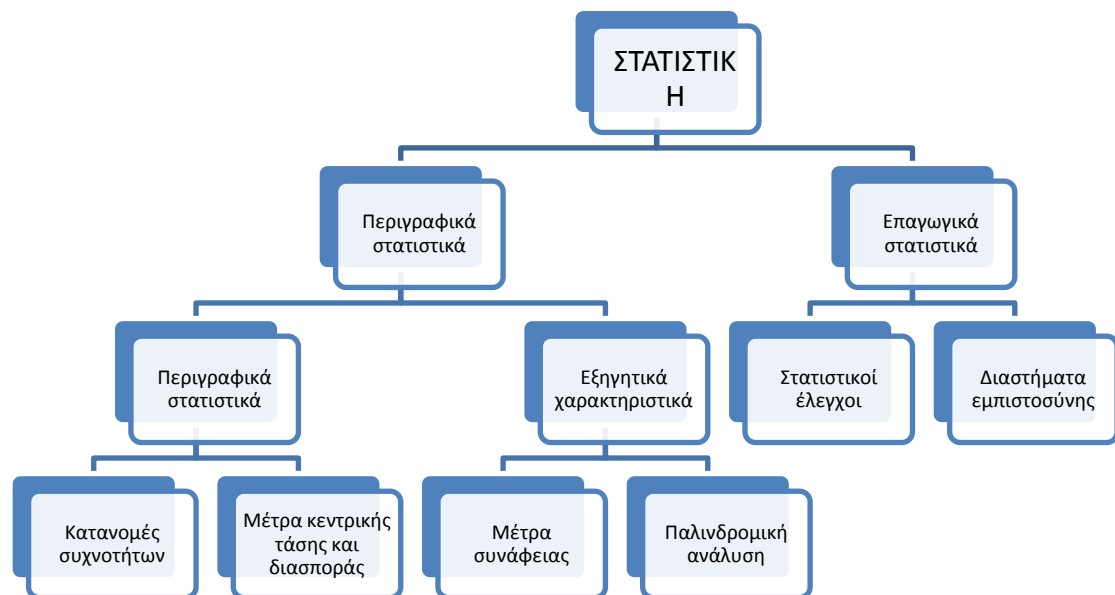 ΣΤΑΤΙΣΤΙΚ
Η
Περιγραφικά
στατιστικά
Επαγωγικά
στατιστικά
Περιγραφικά
στατιστικά
Εξηγητικά
χαρακτηριστικά
Στατιστικοί
έλεγχοι
Διαστήματα
εμπιστοσύνης
Κατανομές
συχνοτήτων
Μέτρα κεντρικής
τάσης και
διασποράς
Μέτρα
συνάφειας
Παλινδρομική
ανάλυση